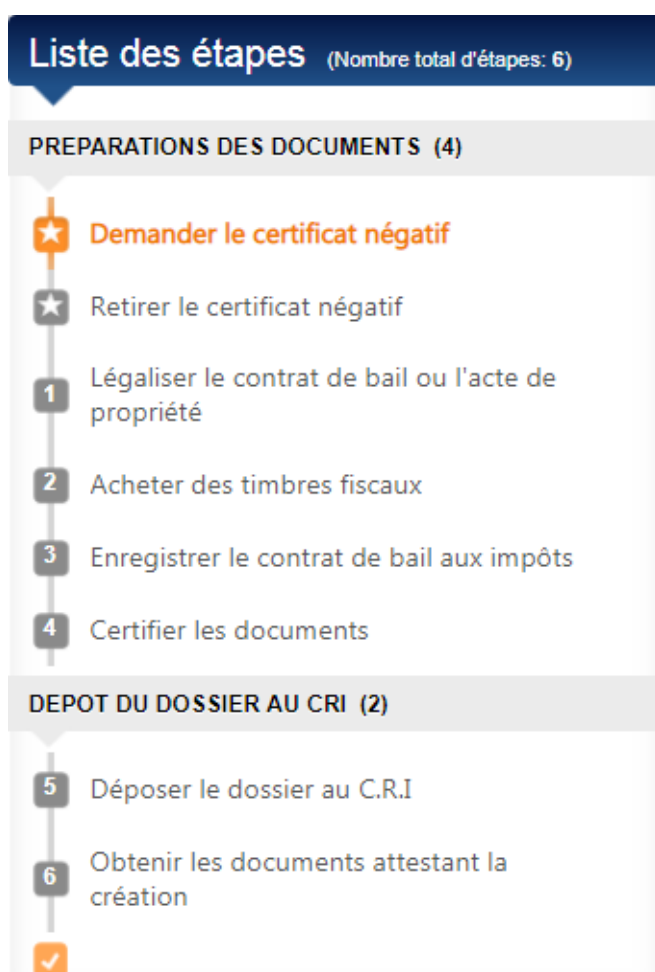 Liste des étapes (Nombre total d'étapes: 6)
PREPARATIONS DES DOCUMENTS (4)
Demander le certificat négatif
Retirer le certificat négatif
1 Légaliser le contrat de bail ou l'acte de
propriété
2 Acheter des timbres fiscaux
3 Enregistrer le contrat de bail aux impôts
4 Certifier les documents
DEPOT DU DOSSIER AU CRI (2)
5 Déposer le dossier au C.R.I
6 Obtenir les documents attestant la
création